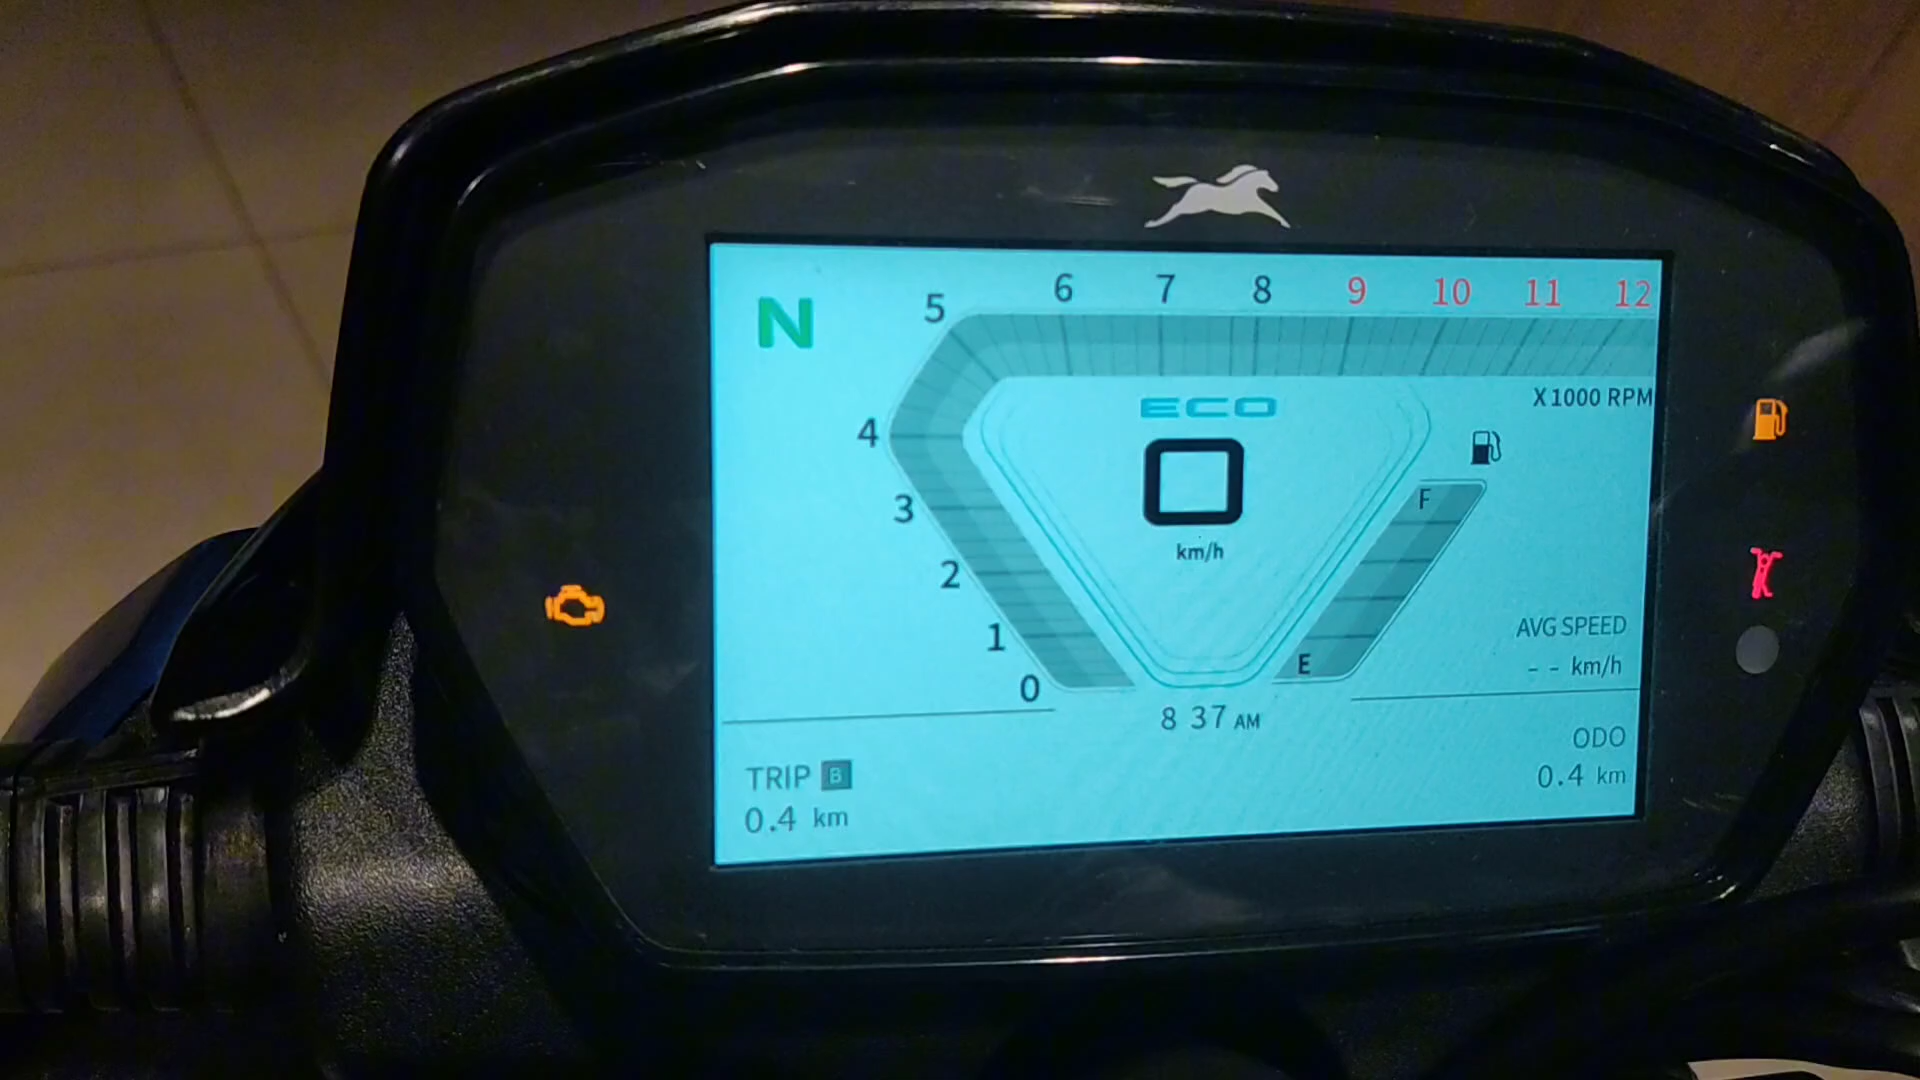 N
5 6 7 8 9 10 11 12
X1000 RPM
ECO
4
0
km/h
F
3
2
1
E
0
AVG SPEED
-- km/h
8 37 AM
TRIP B
0.4 km
ODO
0.4 km